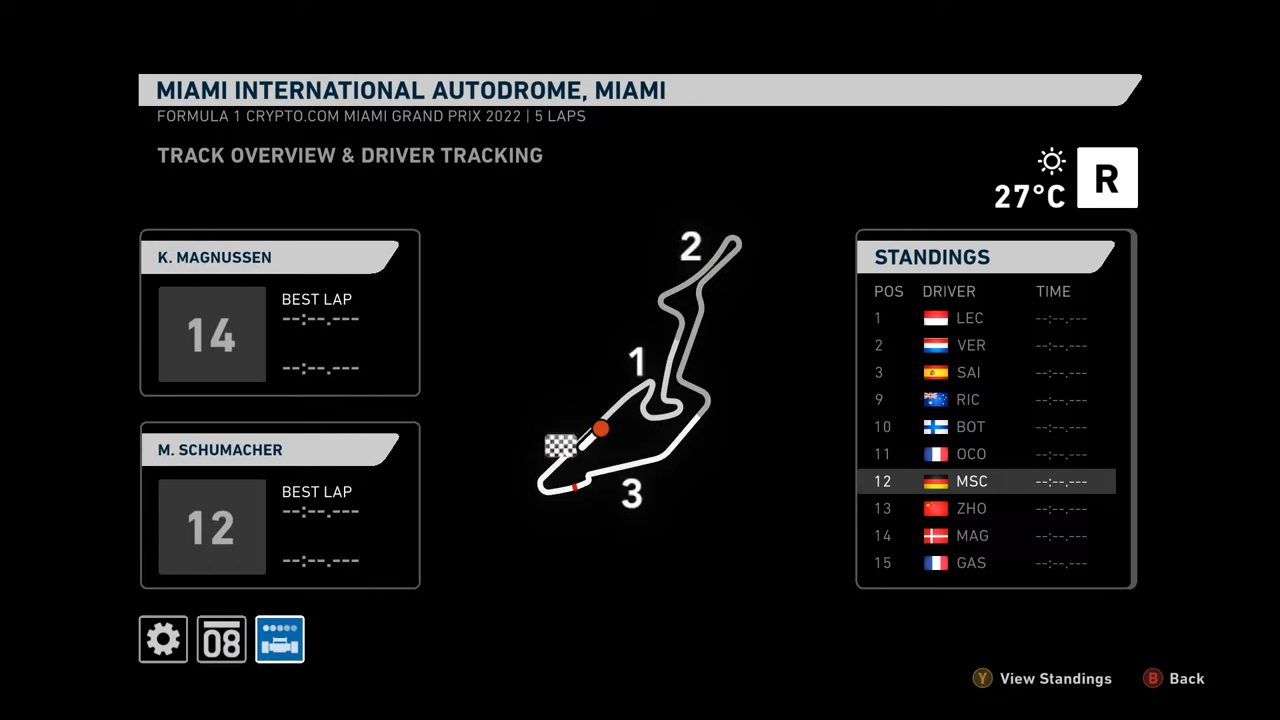 MIAMI INTERNATIONAL AUTODROME, MIAMI
FORMULA 1 CRYPTO.COM MIAMI GRAND PRIX 2022 | 5 LAPS
TRACK OVERVIEW & DRIVER TRACKING
27°C
R
K. MAGNUSSEN
14
BEST LAP
--:--.---
--:--.---
M. SCHUMACHER
12
BEST LAP
--:--.---
--:--.---
1
2
3
STANDINGS
POS DRIVER TIME
1 LEC --:--.---
2 VER --:--.---
3 SAI --:--.---
9 RIC --:--.---
10 BOT --:--.---
11 OCO --:--.---
12 MSC --:--.---
13 ZHO --:--.---
14 MAG --:--.---
15 GAS --:--.---
08
Y View Standings
B Back